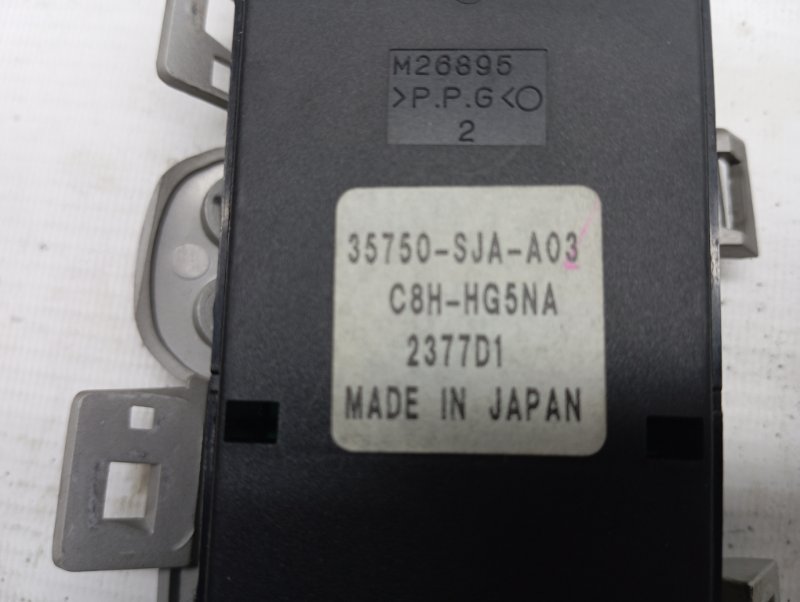 M26895
>P.P.G<
2
35750-SJA-A03
C8H-HG5NA
2377D1
MADE IN JAPAN